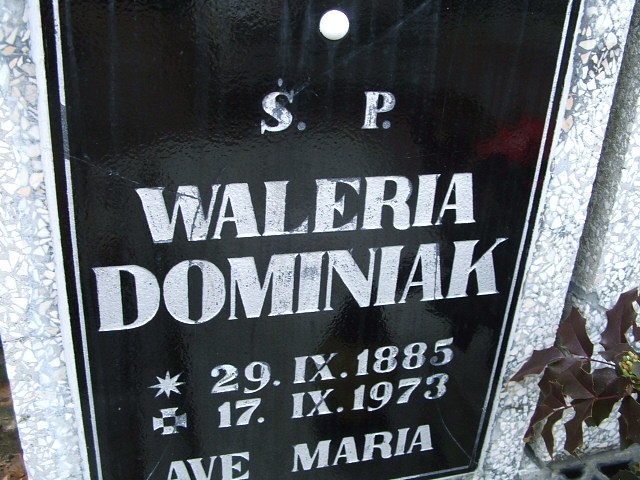 Ś. P.
WALERIA
DOMINIAK
29. IX. 1885
17. IX. 1973
AVE MARIA